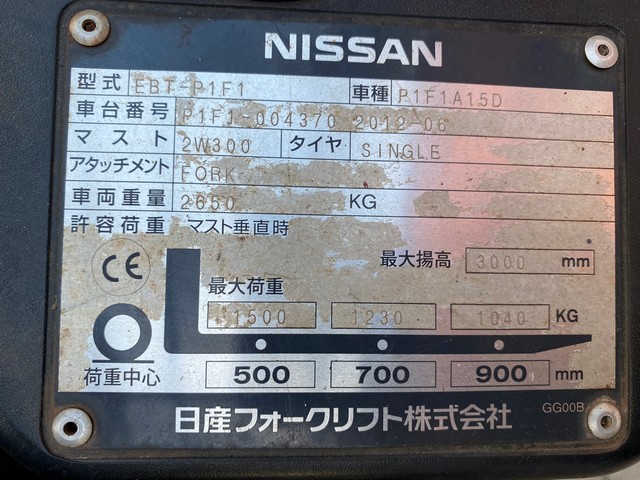 NISSAN
型式 EBT-P1F1 車種 P1F1A15D
車台番号 P1F1-004370 2012-06
マスト 2W300 タイヤ SINGLE
アタッチメント FORK
車両重量 2650 KG
許容荷重 マスト垂直時
CE 最大揚高 3000 mm
最大荷重
1500 1230 1040 KG
荷重中心 500 700 900 mm
日産フォークリフト株式会社 GG00B